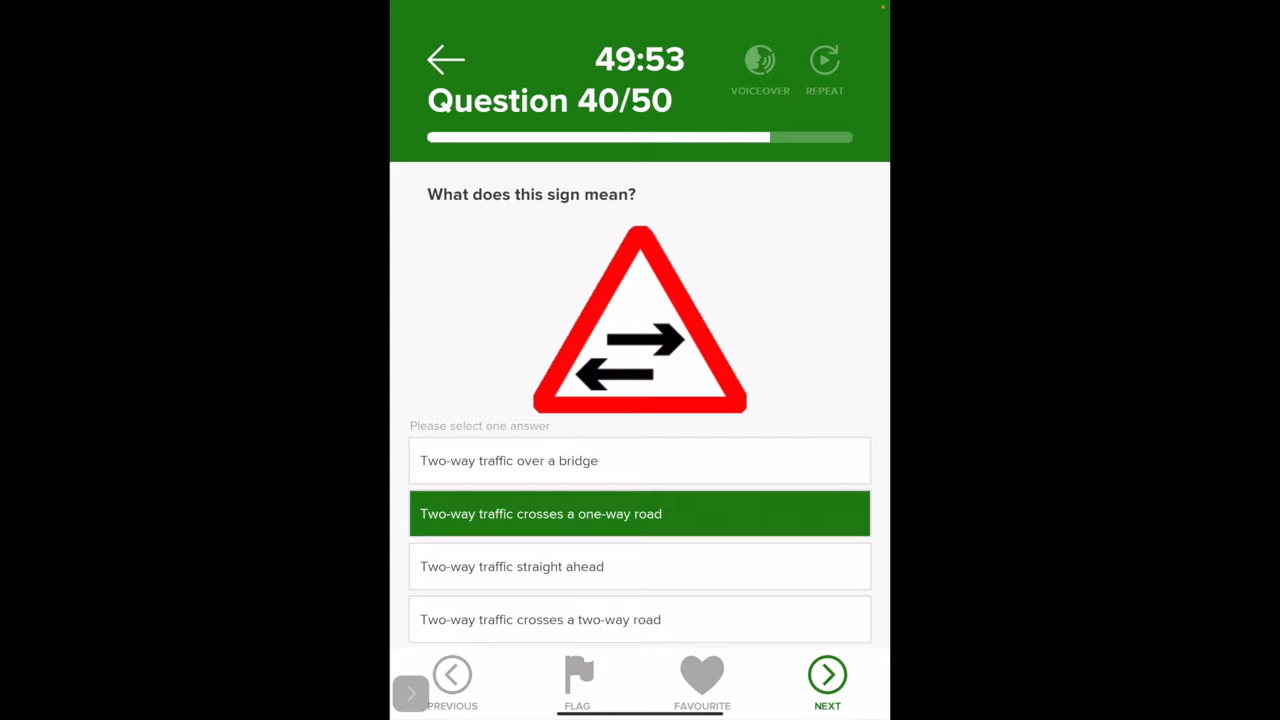 49:53
Question 40/50
VOICEOVER
REPEAT
What does this sign mean?
Please select one answer
Two-way traffic over a bridge
Two-way traffic crosses a one-way road
Two-way traffic straight ahead
Two-way traffic crosses a two-way road
PREVIOUS
FLAG
FAVOURITE
NEXT